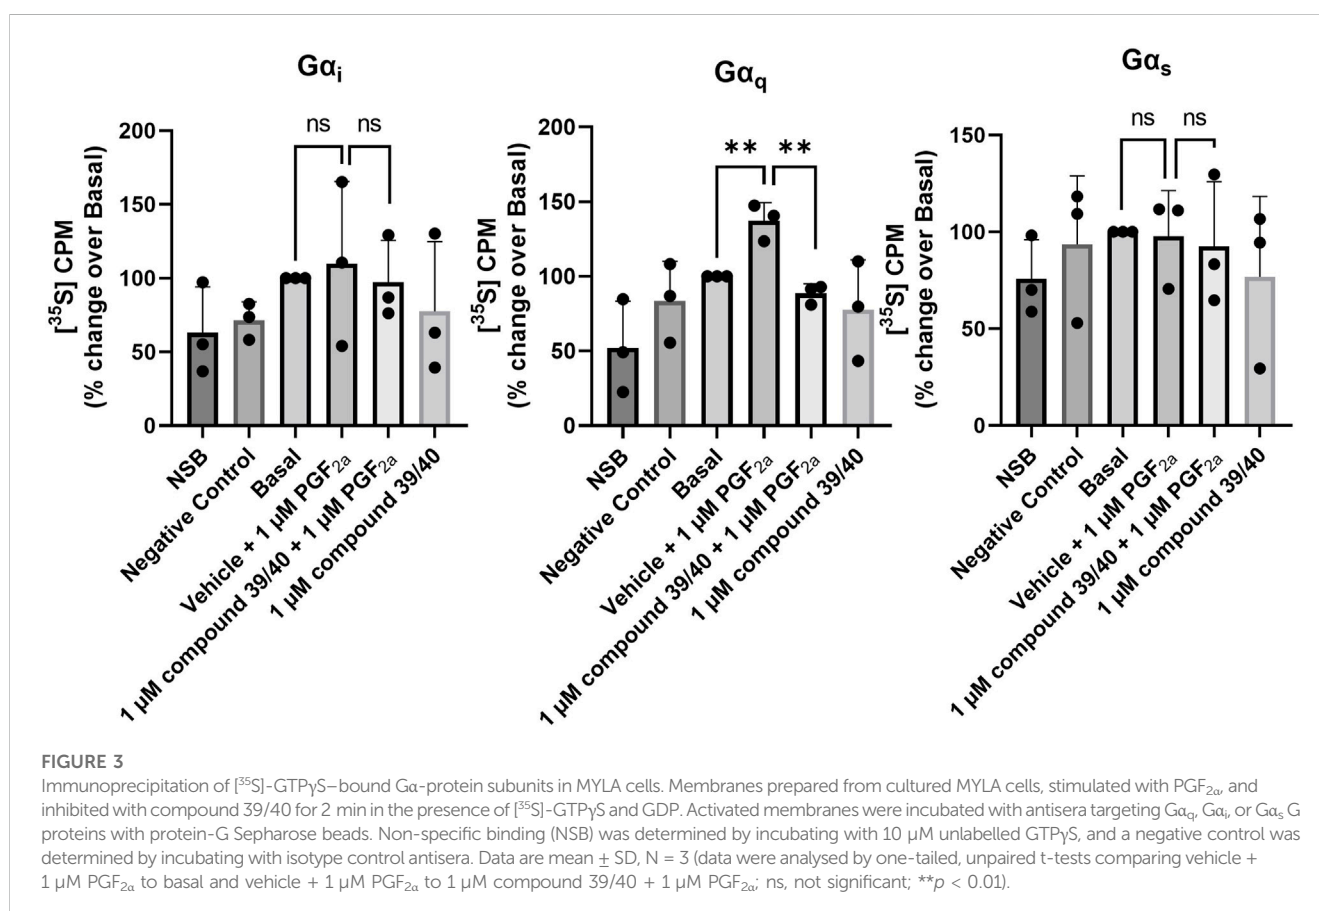 Gαi
200
150
100
50
0
[35S] CPM
(% change over Basal)
ns
ns
NSB
Negative Control
Basal
Vehicle + 1 µM PGF2a
1 µM compound 39/40 + 1 µM PGF2a
1 µM compound 39/40
Gαq
200
150
100
50
0
[35S] CPM
(% change over Basal)
**
**
NSB
Negative Control
Basal
Vehicle + 1 µM PGF2a
1 µM compound 39/40 + 1 µM PGF2a
1 µM compound 39/40
Gαs
150
100
50
0
[35S] CPM
(% change over Basal)
ns
ns
NSB
Negative Control
Basal
Vehicle + 1 µM PGF2a
1 µM compound 39/40 + 1 µM PGF2a
1 µM compound 39/40
FIGURE 3
Immunoprecipitation of [35S]-GTPγS–bound Gα-protein subunits in MYLA cells. Membranes prepared from cultured MYLA cells, stimulated with PGF2α, and
inhibited with compound 39/40 for 2 min in the presence of [35S]-GTPγS and GDP. Activated membranes were incubated with antisera targeting Gαq, Gαi, or Gαs G
proteins with protein-G Sepharose beads. Non-specific binding (NSB) was determined by incubating with 10 µM unlabelled GTPγS, and a negative control was
determined by incubating with isotype control antisera. Data are mean ± SD, N = 3 (data were analysed by one-tailed, unpaired t-tests comparing vehicle +
1 µM PGF2α to basal and vehicle + 1 µM PGF2α to 1 µM compound 39/40 + 1 µM PGF2α; ns, not significant; **p < 0.01).